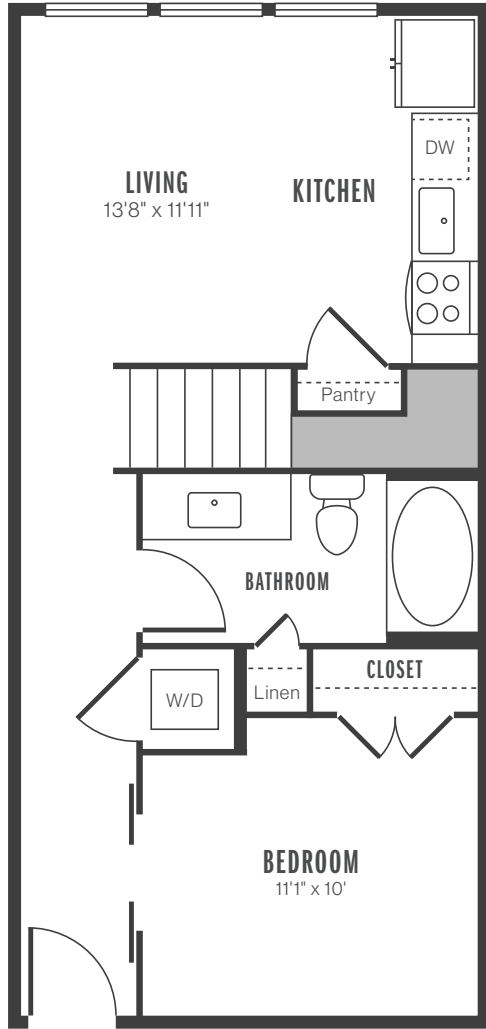 DW
LIVING
13'8" x 11'11"
KITCHEN
Pantry
BATHROOM
CLOSET
W/D
Linen
BEDROOM
11'1" x 10'